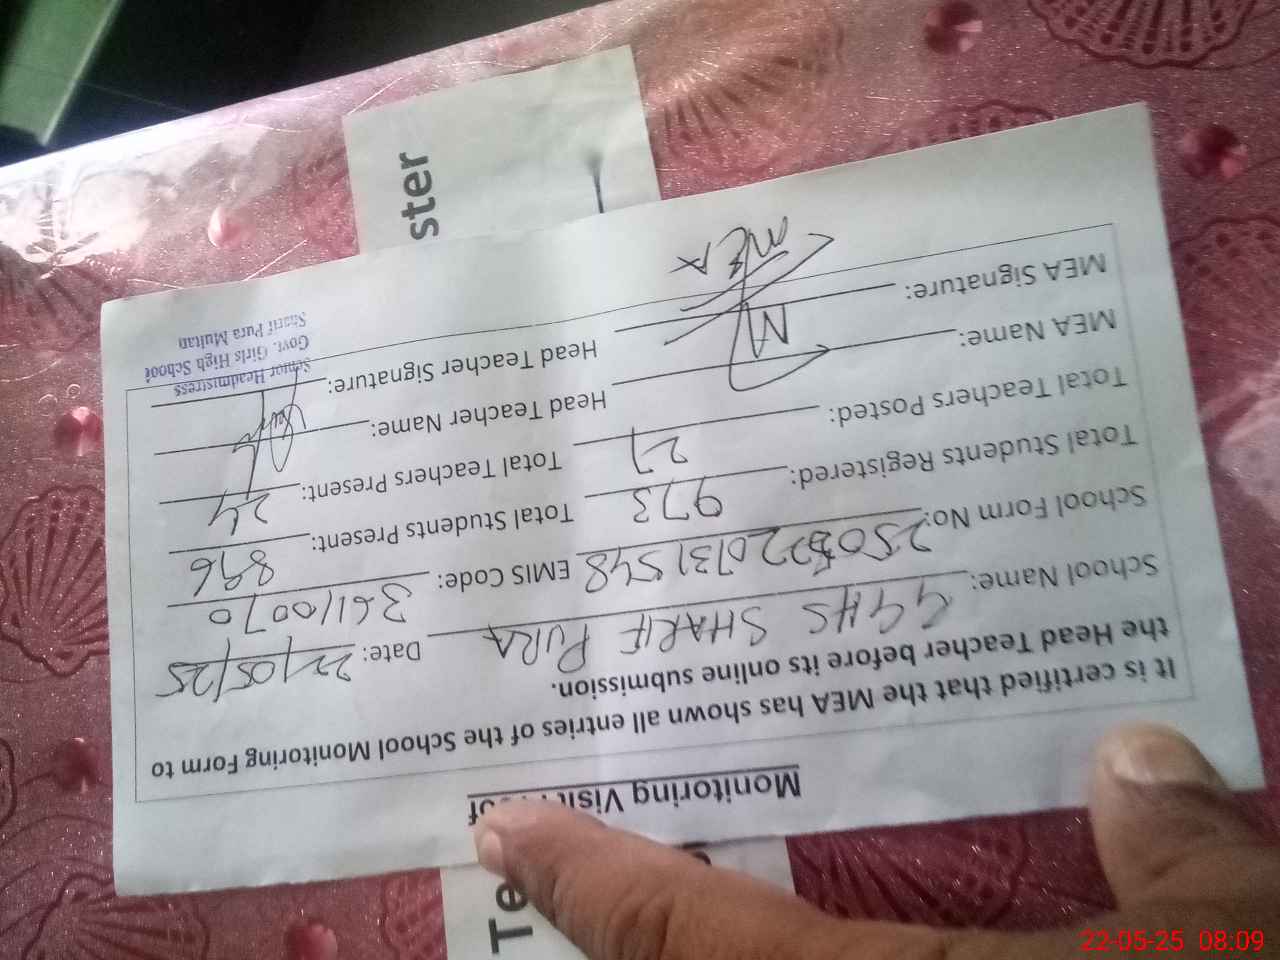 Monitoring Visit
It is certified that the MEA has shown all entries of the School Monitoring Form to
the Head Teacher before its online submission.
School Name: GGHS SHARIF PURA Date: 22/05/25
School Form No: EMIS Code: 36110070
Total Students Registered: 973 Total Students Present: 896
Total Teachers Posted: 27 Total Teachers Present: 24
MEA Name: Head Teacher Name:
MEA Signature: Head Teacher Signature:
MEA
Senior Headmistress
Govt. Girls High School
Sharif Pura Multan
ster
Te
22-05-25 08:09